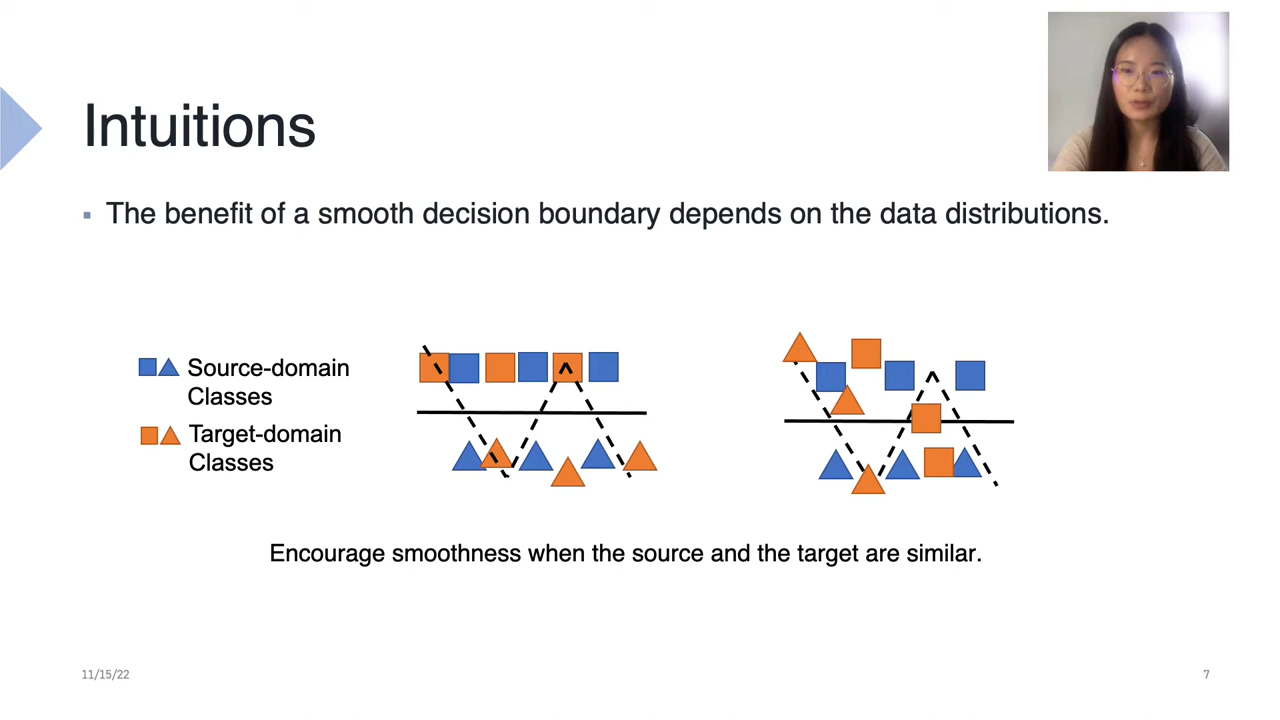 Intuitions
▪ The benefit of a smooth decision boundary depends on the data distributions.
Source-domain
Classes
Target-domain
Classes
Encourage smoothness when the source and the target are similar.
11/15/22
7